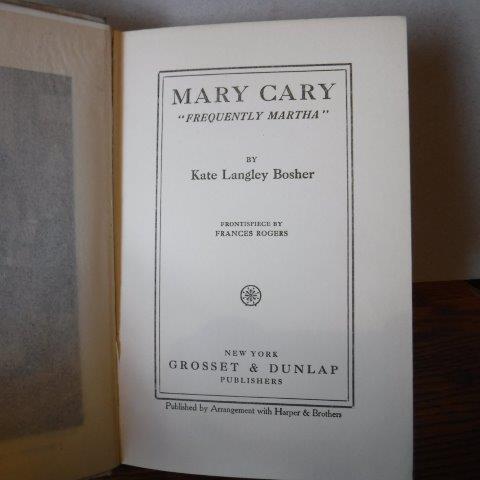 MARY CARY
"FREQUENTLY MARTHA"
BY
Kate Langley Bosher
FRONTISPIECE BY
FRANCES ROGERS
NEW YORK
GROSSET & DUNLAP
PUBLISHERS
Published by Arrangement with Harper & Brothers